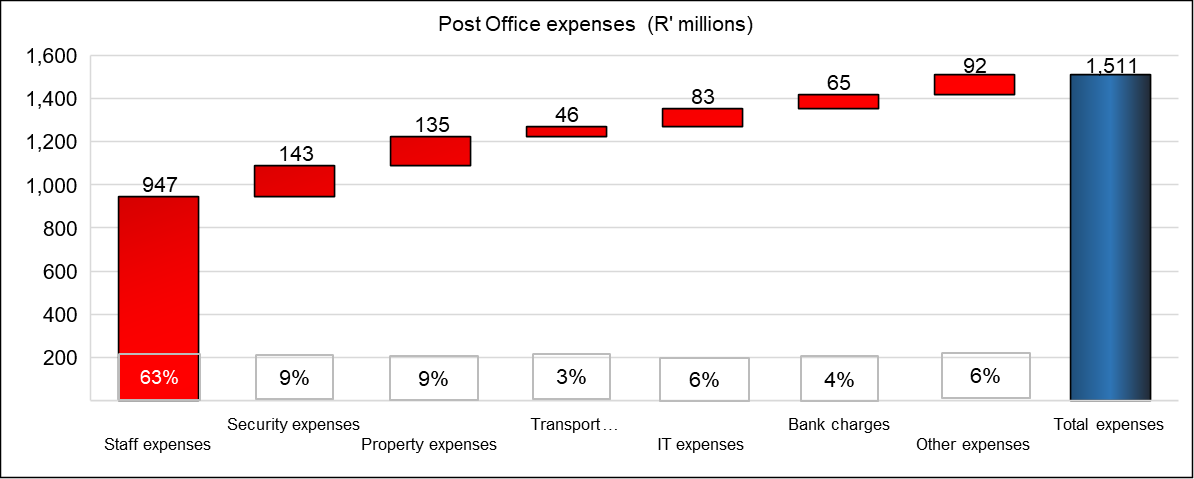 Post Office expenses (R' millions)
1,600
1,400
1,200
1,000
800
600
400
200
947
143
135
46
83
65
92
1,511
63%
9%
9%
3%
6%
4%
6%
Staff expenses
Security expenses
Property expenses
Transport…
IT expenses
Bank charges
Other expenses
Total expenses